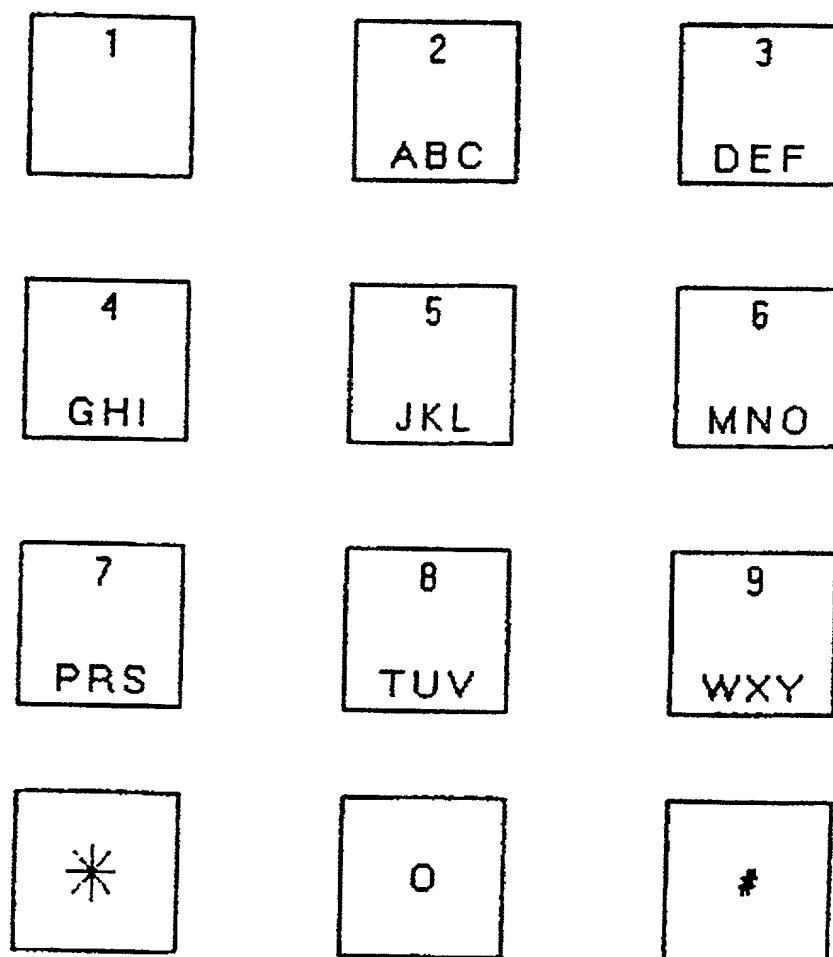 1 2 3
ABC DEF
4 5 6
GHI JKL MNO
7 8 9
PRS TUV WXY
* 0 #